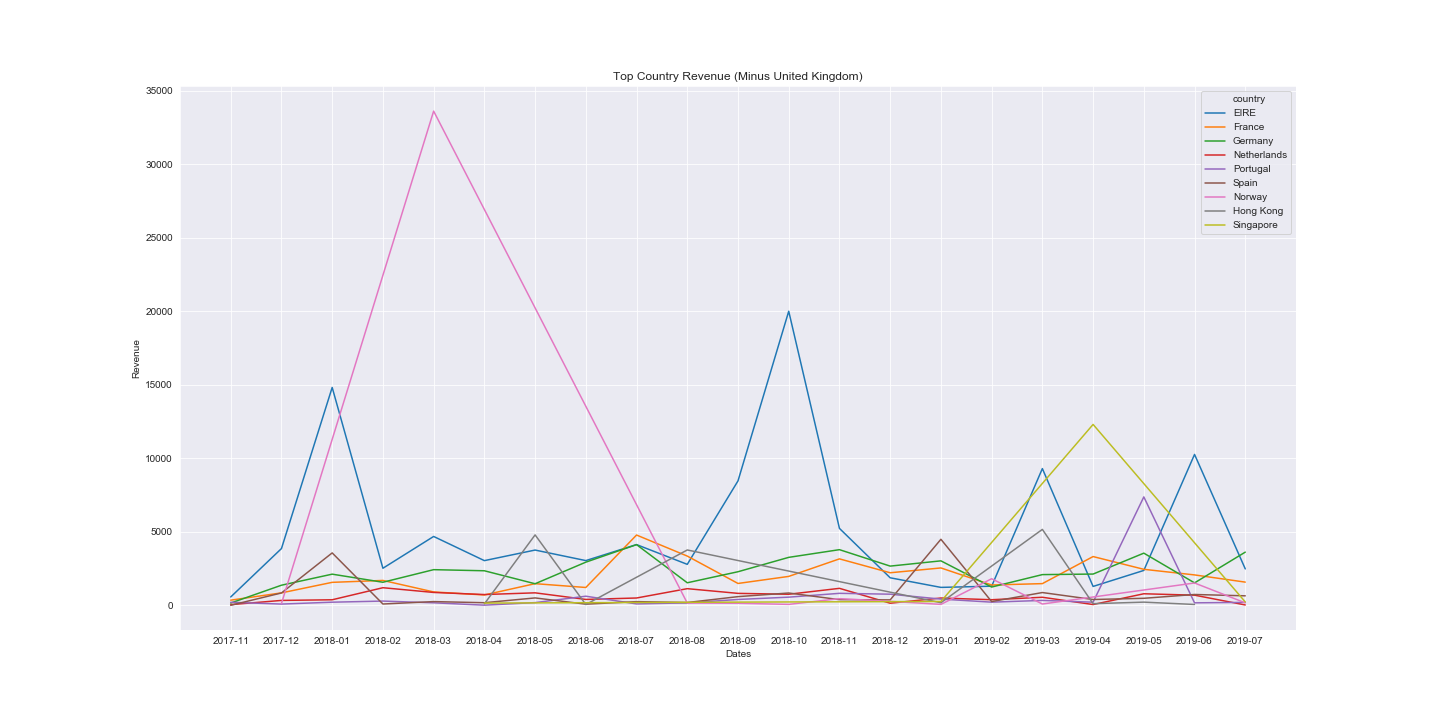 Top Country Revenue (Minus United Kingdom)
35000
30000
25000
20000
15000
10000
5000
0
Revenue
country
EIRE
France
Germany
Netherlands
Portugal
Spain
Norway
Hong Kong
Singapore
2017-11 2017-12 2018-01 2018-02 2018-03 2018-04 2018-05 2018-06 2018-07 2018-08 2018-09 2018-10 2018-11 2018-12 2019-01 2019-02 2019-03 2019-04 2019-05 2019-06 2019-07
Dates